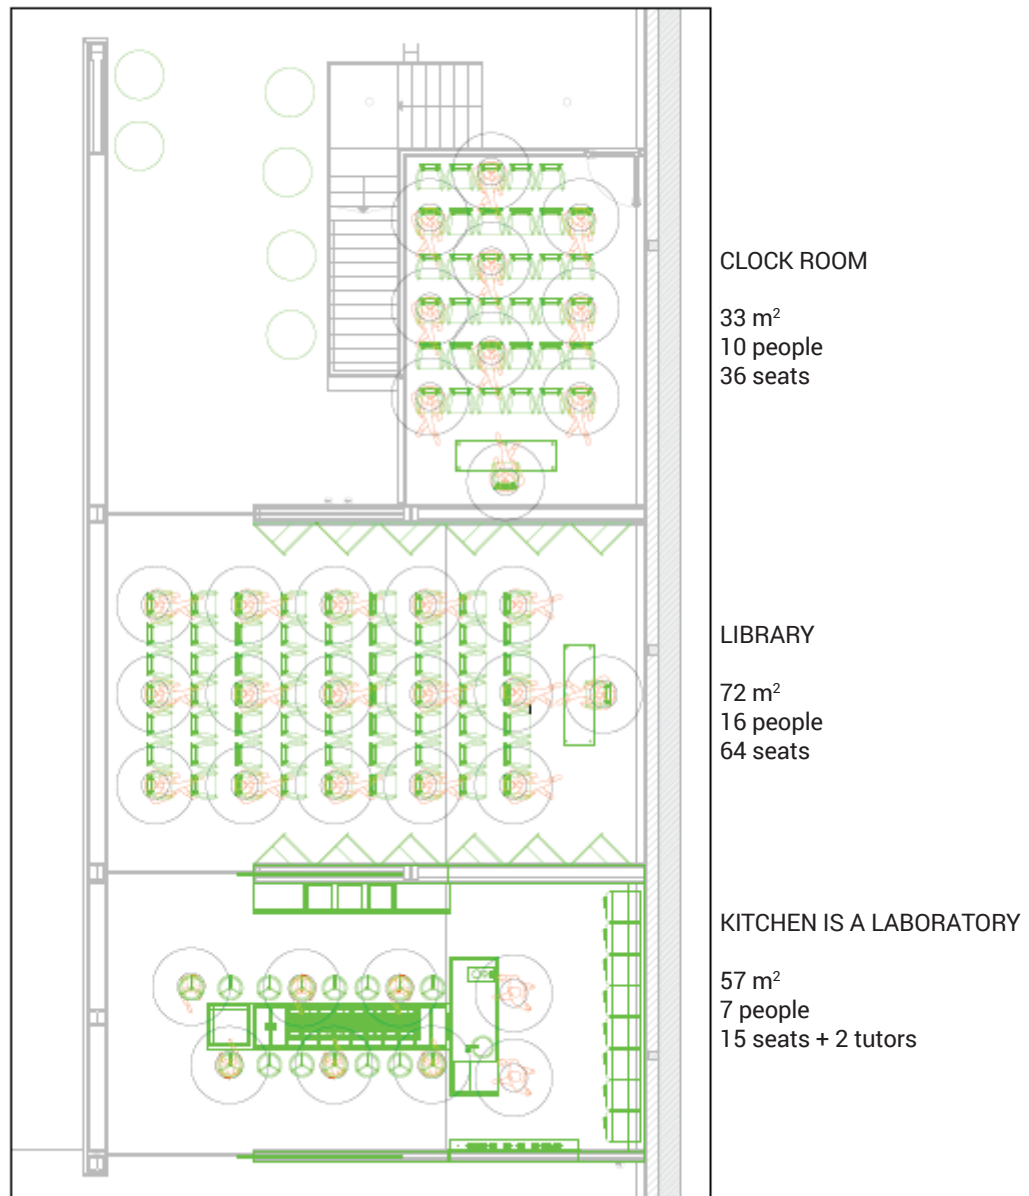 CLOCK ROOM
33 m²
10 people
36 seats
LIBRARY
72 m²
16 people
64 seats
KITCHEN IS A LABORATORY
57 m²
7 people
15 seats + 2 tutors